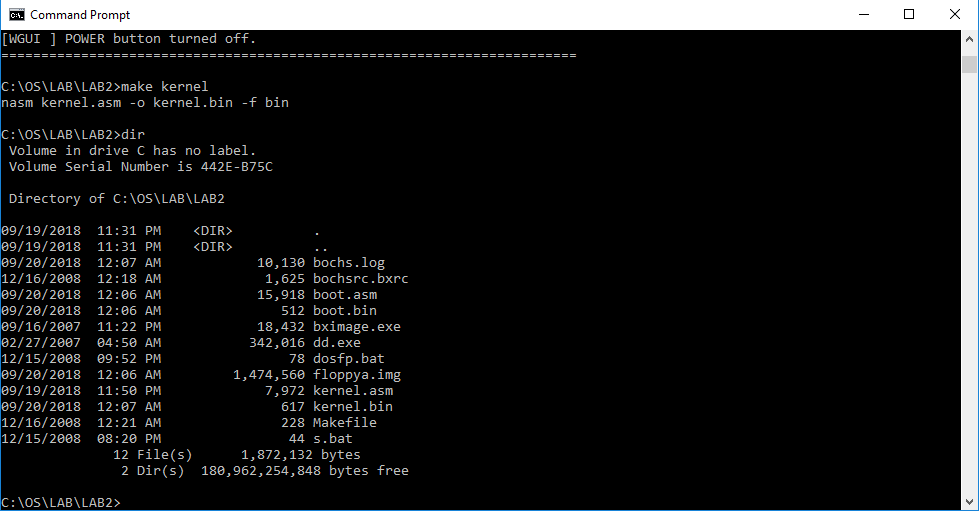 Command Prompt
[WGUI ] POWER button turned off.
========================================================================
C:\OS\LAB\LAB2>make kernel
nasm kernel.asm -o kernel.bin -f bin
C:\OS\LAB\LAB2>dir
 Volume in drive C has no label.
 Volume Serial Number is 442E-B75C
 Directory of C:\OS\LAB\LAB2
09/19/2018  11:31 PM    <DIR>          .
09/19/2018  11:31 PM    <DIR>          ..
09/20/2018  12:07 AM            10,130 bochs.log
12/16/2008  12:18 AM             1,625 bochsrc.bxrc
09/20/2018  12:06 AM            15,918 boot.asm
09/20/2018  12:06 AM               512 boot.bin
09/16/2007  11:22 PM            18,432 bximage.exe
02/27/2007  04:50 AM           342,016 dd.exe
12/15/2008  09:52 PM                78 dosfp.bat
09/20/2018  12:06 AM         1,474,560 floppya.img
09/19/2018  11:50 PM             7,972 kernel.asm
09/20/2018  12:07 AM               617 kernel.bin
12/16/2008  12:21 AM               228 Makefile
12/15/2008  08:20 PM                44 s.bat
              12 File(s)      1,872,132 bytes
               2 Dir(s)  180,962,254,848 bytes free
C:\OS\LAB\LAB2>